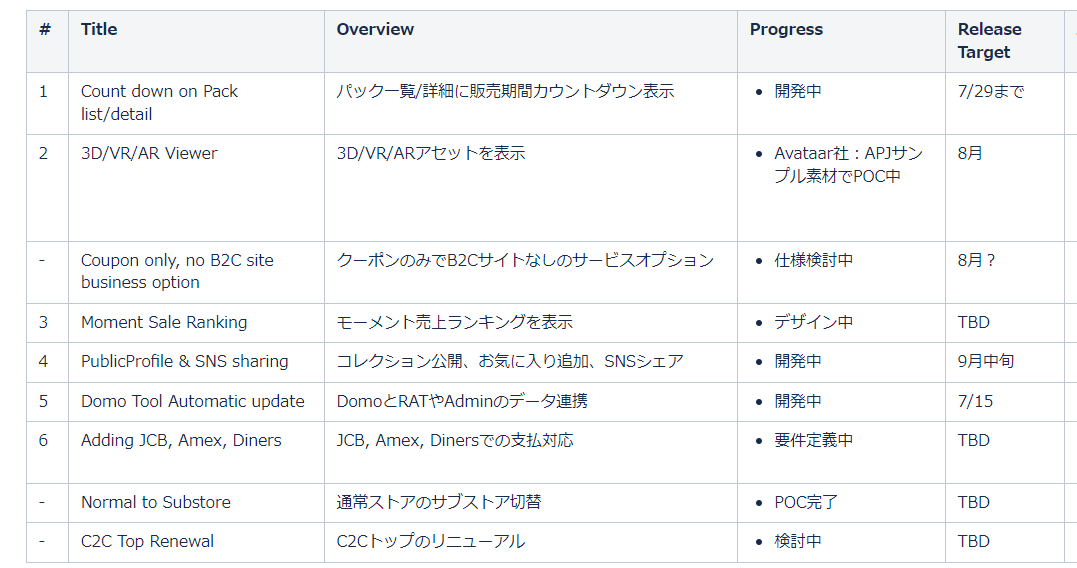 # Title Overview Progress Release
Target
1 Count down on Pack パック一覧/詳細に販売期間カウントダウン表示 • 開発中 7/29まで
list/detail
2 3D/VR/AR Viewer 3D/VR/ARアセットを表示 • Avataar社：APJサン 8月
プル素材でPOC中
- Coupon only, no B2C site クーポンのみでB2Cサイトなしのサービスオプション • 仕様検討中 8月？
business option
3 Moment Sale Ranking モーメント売上ランキングを表示 • デザイン中 TBD
4 PublicProfile & SNS sharing コレクション公開、お気に入り追加、SNSシェア • 開発中 9月中旬
5 Domo Tool Automatic update DomoとRATやAdminのデータ連携 • 開発中 7/15
6 Adding JCB, Amex, Diners JCB, Amex, Dinersでの支払対応 • 要件定義中 TBD
- Normal to Substore 通常ストアのサブストア切替 • POC完了 TBD
- C2C Top Renewal C2Cトップのリニューアル • 検討中 TBD